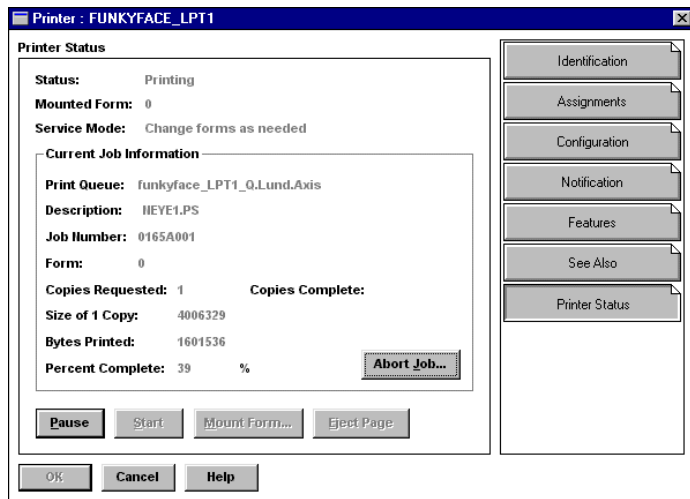 Printer : FUNKYFACE_LPT1
Printer Status
Status: Printing
Mounted Form: 0
Service Mode: Change forms as needed
Current Job Information
Print Queue: funkyface_LPT1_Q.Lund.Axis
Description: NEYE1.PS
Job Number: 0165A001
Form: 0
Copies Requested: 1 Copies Complete:
Size of 1 Copy: 4006329
Bytes Printed: 1601536
Percent Complete: 39 %
Abort Job...
Pause Start Mount Form... Eject Page
OK Cancel Help
Identification
Assignments
Configuration
Notification
Features
See Also
Printer Status